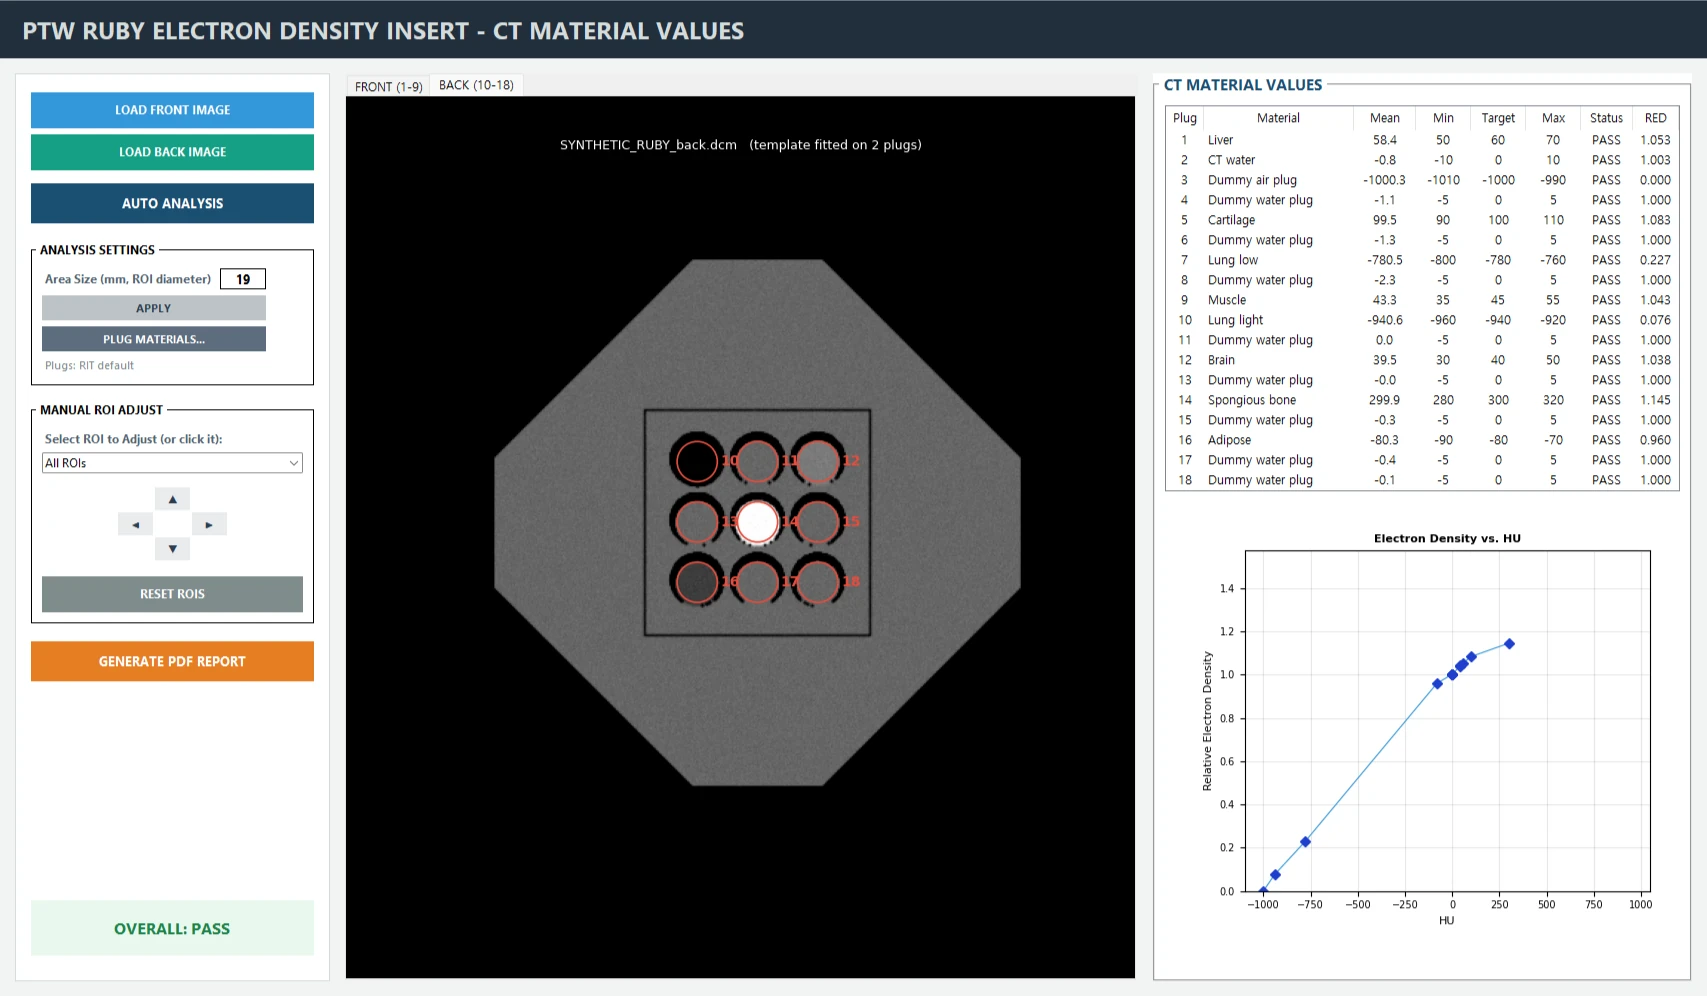 PTW RUBY ELECTRON DENSITY INSERT - CT MATERIAL VALUES
LOAD FRONT IMAGE
LOAD BACK IMAGE
AUTO ANALYSIS
ANALYSIS SETTINGS
Area Size (mm, ROI diameter) 19
APPLY
PLUG MATERIALS...
Plugs: RIT default
MANUAL ROI ADJUST
Select ROI to Adjust (or click it):
All ROIs
RESET ROIS
GENERATE PDF REPORT
OVERALL: PASS
FRONT (1-9) BACK (10-18)
SYNTHETIC_RUBY_back.dcm (template fitted on 2 plugs)
10 11 12
13 14 15
16 17 18
CT MATERIAL VALUES
Plug Material Mean Min Target Max Status RED
1 Liver 58.4 50 60 70 PASS 1.053
2 CT water -0.8 -10 0 10 PASS 1.003
3 Dummy air plug -1000.3 -1010 -1000 -990 PASS 0.000
4 Dummy water plug -1.1 -5 0 5 PASS 1.000
5 Cartilage 99.5 90 100 110 PASS 1.083
6 Dummy water plug -1.3 -5 0 5 PASS 1.000
7 Lung low -780.5 -800 -780 -760 PASS 0.227
8 Dummy water plug -2.3 -5 0 5 PASS 1.000
9 Muscle 43.3 35 45 55 PASS 1.043
10 Lung light -940.6 -960 -940 -920 PASS 0.076
11 Dummy water plug 0.0 -5 0 5 PASS 1.000
12 Brain 39.5 30 40 50 PASS 1.038
13 Dummy water plug -0.0 -5 0 5 PASS 1.000
14 Spongious bone 299.9 280 300 320 PASS 1.145
15 Dummy water plug -0.3 -5 0 5 PASS 1.000
16 Adipose -80.3 -90 -80 -70 PASS 0.960
17 Dummy water plug -0.4 -5 0 5 PASS 1.000
18 Dummy water plug -0.1 -5 0 5 PASS 1.000
Electron Density vs. HU
Relative Electron Density
1.4
1.2
1.0
0.8
0.6
0.4
0.2
0.0
−1000 −750 −500 −250 0 250 500 750 1000
HU